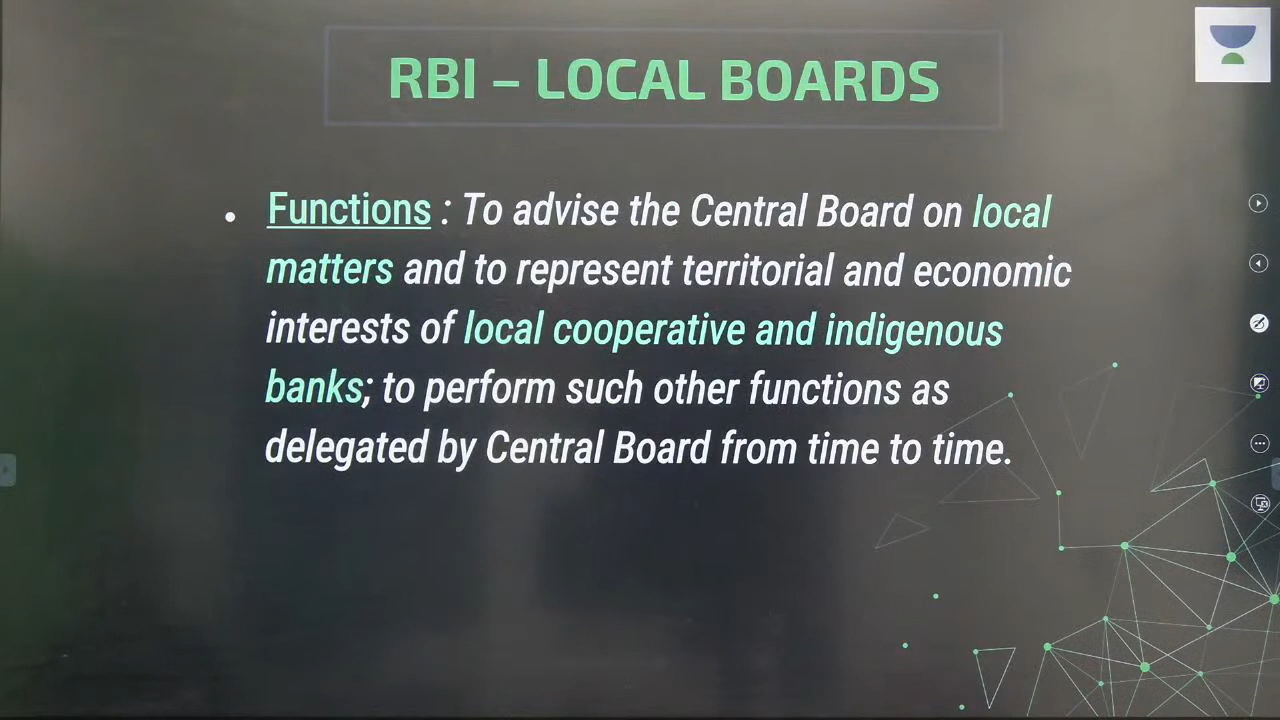 RBI – LOCAL BOARDS
• Functions : To advise the Central Board on local
matters and to represent territorial and economic
interests of local cooperative and indigenous
banks; to perform such other functions as
delegated by Central Board from time to time.